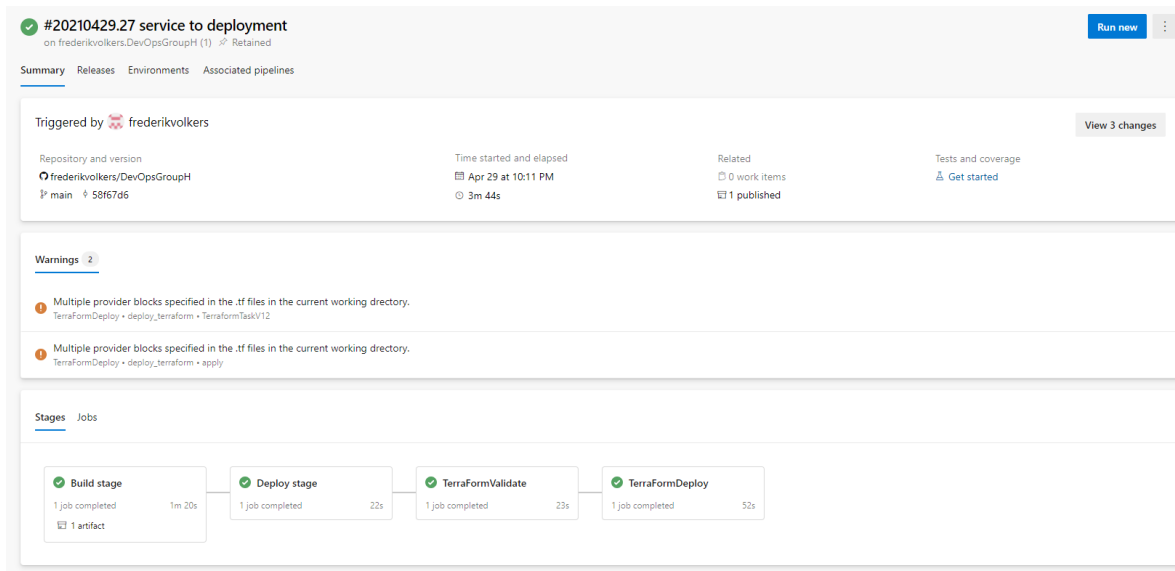 #20210429.27 service to deployment
on frederikvolkers.DevOpsGroupH (1) Retained
Run new
Summary Releases Environments Associated pipelines
Triggered by frederikvolkers
View 3 changes
Repository and version Time started and elapsed Related Tests and coverage
frederikvolkers/DevOpsGroupH Apr 29 at 10:11 PM 0 work items Get started
main 58f67d6 3m 44s 1 published
Warnings 2
Multiple provider blocks specified in the .tf files in the current working drectory.
TerraFormDeploy • deploy_terraform • TerraformTaskV12
Multiple provider blocks specified in the .tf files in the current working drectory.
TerraFormDeploy • deploy_terraform • apply
Stages Jobs
Build stage Deploy stage TerraFormValidate TerraFormDeploy
1 job completed 1m 20s 1 job completed 22s 1 job completed 23s 1 job completed 52s
1 artifact